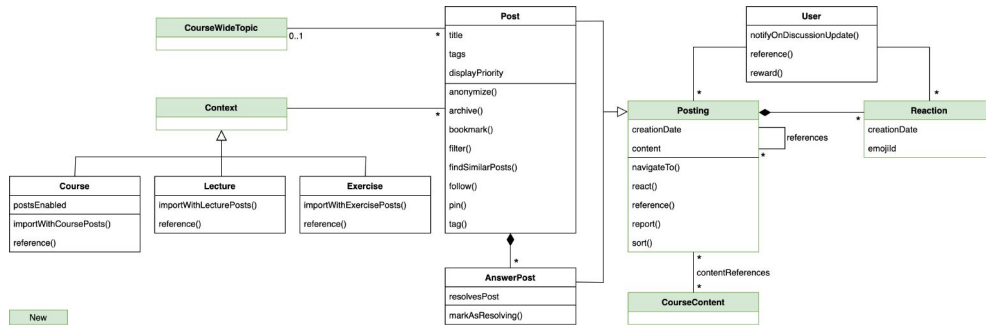 CourseWideTopic
0..1
*
Context
*
Course
postsEnabled
importWithCoursePosts()
reference()
Lecture
importWithLecturePosts()
reference()
Exercise
importWithExercisePosts()
reference()
Post
title
tags
displayPriority
anonymize()
archive()
bookmark()
filter()
findSimilarPosts()
follow()
pin()
tag()
*
AnswerPost
resolvesPost
markAsResolving()
User
notifyOnDiscussionUpdate()
reference()
reward()
*
*
Posting
creationDate
content
navigateTo()
react()
reference()
report()
sort()
*
references
*
Reaction
creationDate
emojiId
*
contentReferences
*
CourseContent
New